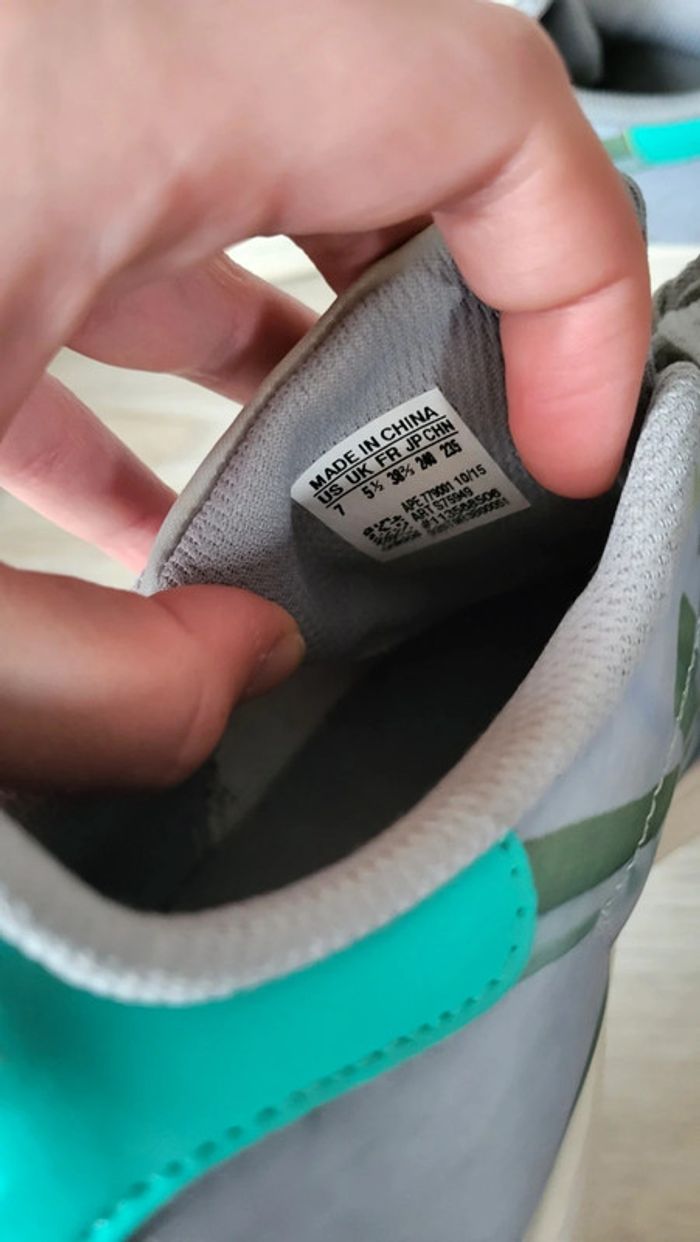 MADE IN CHINA
US UK FR JP CHN
7 5½ 38⅔ 240 235
APE 779001 10/15
ART S75949